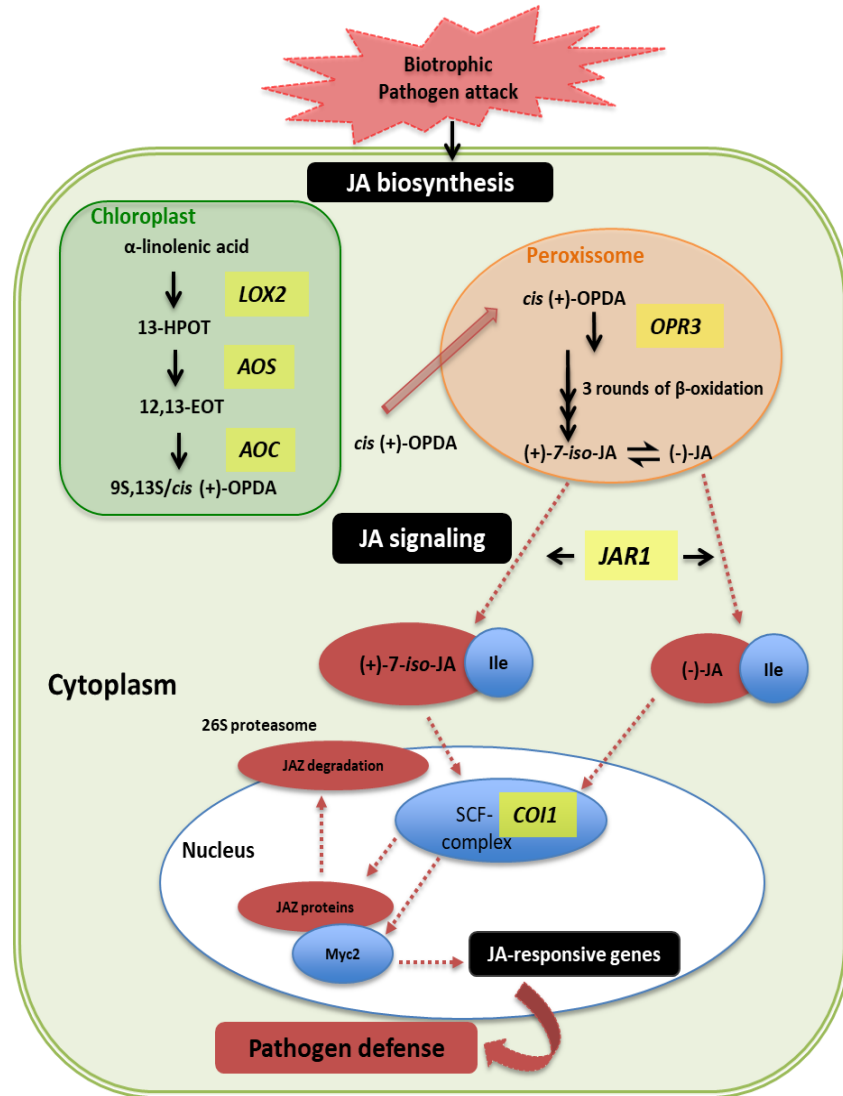 Biotrophic
Pathogen attack
JA biosynthesis
Chloroplast
α-linolenic acid
LOX2
13-HPOT
AOS
12,13-EOT
AOC
9S,13S/cis (+)-OPDA
cis (+)-OPDA
Peroxissome
cis (+)-OPDA
OPR3
3 rounds of β-oxidation
(+)-7-iso-JA
(-)-JA
JA signaling
JAR1
(+)-7-iso-JA
Ile
(-)-JA
Ile
Cytoplasm
26S proteasome
JAZ degradation
SCF-
complex
COI1
Nucleus
JAZ proteins
Myc2
JA-responsive genes
Pathogen defense